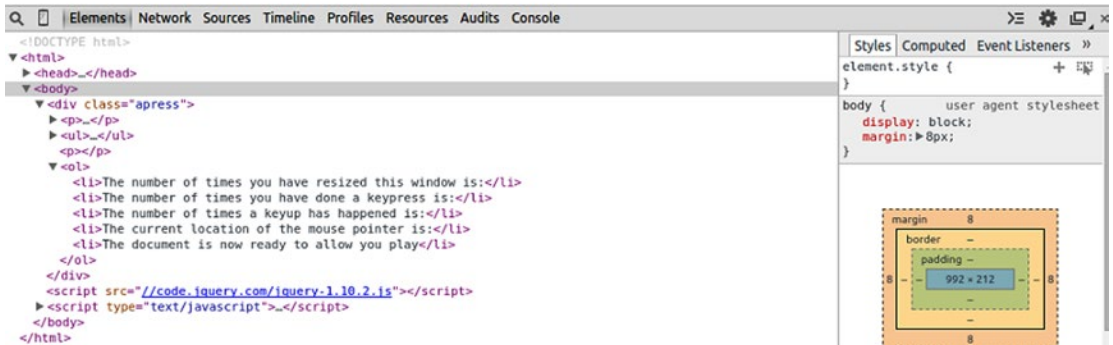 Elements Network Sources Timeline Profiles Resources Audits Console
<!DOCTYPE html>
▼<html>
▶<head>…</head>
▼<body>
▼<div class="apress">
▶<p>…</p>
▶<ul>…</ul>
<p></p>
▼<ol>
<li>The number of times you have resized this window is:</li>
<li>The number of times you have done a keypress is:</li>
<li>The number of times a keyup has happened is:</li>
<li>The current location of the mouse pointer is:</li>
<li>The document is now ready to allow you play</li>
</ol>
</div>
<script src="//code.jquery.com/jquery-1.10.2.js"></script>
▶<script type="text/javascript">…</script>
</body>
</html>
Styles Computed Event Listeners »
element.style {
}
body { user agent stylesheet
display: block;
margin:▶8px;
}
margin 8
border –
padding –
8 – – 992 × 212 – – 8
–
–
8